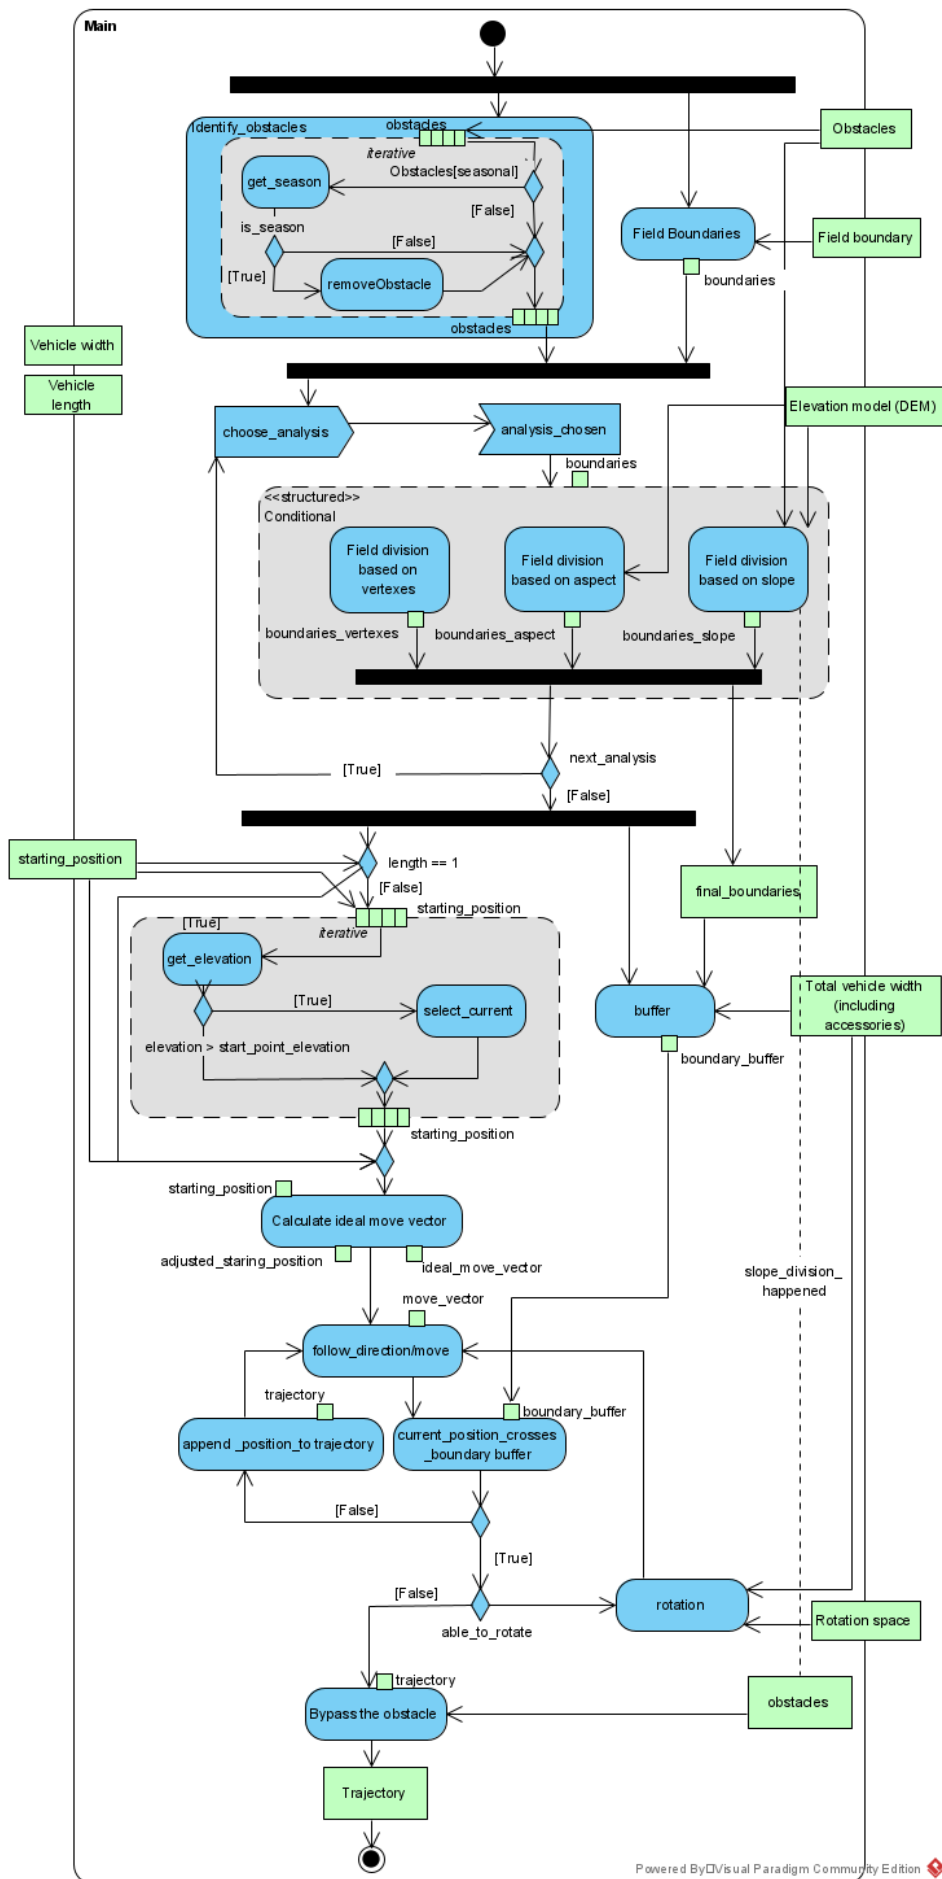 Main
Identify_obstacles
obstacles
iterative
Obstacles[seasonal]
get_season
[False]
is_season
[False]
[True]
removeObstacle
obstacles
Obstacles
Field Boundaries
Field boundary
boundaries
Vehicle width
Vehicle
length
choose_analysis
analysis_chosen
Elevation model (DEM)
boundaries
<<structured>>
Conditional
Field division
based on
vertexes
Field division
based on aspect
Field division
based on slope
boundaries_vertexes
boundaries_aspect
boundaries_slope
next_analysis
[True]
[False]
starting_position
length == 1
[False]
final_boundaries
starting_position
[True]
iterative
get_elevation
[True]
select_current
elevation > start_point_elevation
buffer
Total vehicle width
(including
accessories)
boundary_buffer
starting_position
starting_position
Calculate ideal move vector
adjusted_staring_position
ideal_move_vector
slope_division_
happened
move_vector
follow_direction/move
trajectory
boundary_buffer
append _position_to trajectory
current_position_crosses
_boundary buffer
[False]
[True]
[False]
able_to_rotate
rotation
Rotation space
trajectory
Bypass the obstacle
obstacles
Trajectory
Powered By□Visual Paradigm Community Edition